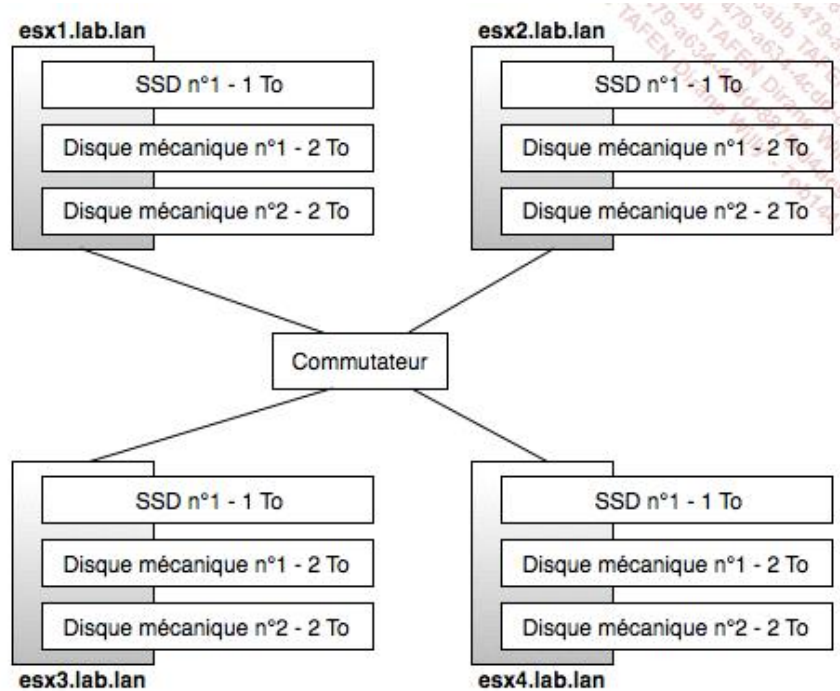 esx1.lab.lan
SSD n°1 - 1 To
Disque mécanique n°1 - 2 To
Disque mécanique n°2 - 2 To
esx2.lab.lan
SSD n°1 - 1 To
Disque mécanique n°1 - 2 To
Disque mécanique n°2 - 2 To
Commutateur
SSD n°1 - 1 To
Disque mécanique n°1 - 2 To
Disque mécanique n°2 - 2 To
esx3.lab.lan
SSD n°1 - 1 To
Disque mécanique n°1 - 2 To
Disque mécanique n°2 - 2 To
esx4.lab.lan
TAFEN Dirane